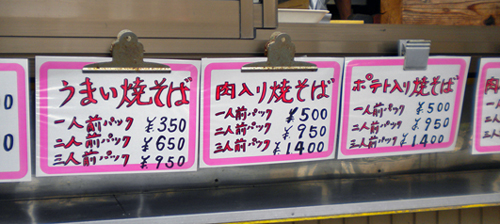 うまい焼そば
一人前パック ¥350
二人前パック ¥650
三人前パック ¥950
肉入り焼そば
一人前パック ¥500
二人前パック ¥950
三人前パック ¥1400
ポテト入り焼そば
一人前パック ¥500
二人前パック ¥950
三人前パック ¥1400